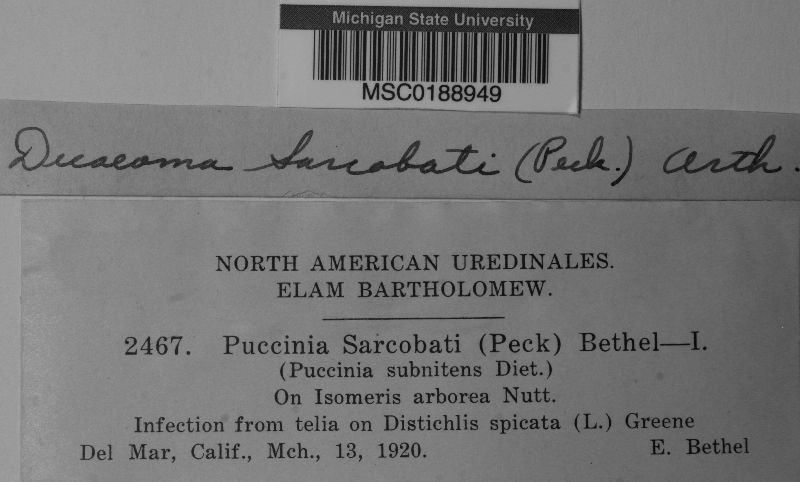 Michigan State University
MSC0188949
Dicaeoma Sarcobati (Peck.) Arth.
NORTH AMERICAN UREDINALES.
ELAM BARTHOLOMEW.
2467. Puccinia Sarcobati (Peck) Bethel—I.
(Puccinia subnitens Diet.)
On Isomeris arborea Nutt.
Infection from telia on Distichlis spicata (L.) Greene
Del Mar, Calif., Mch., 13, 1920. E. Bethel